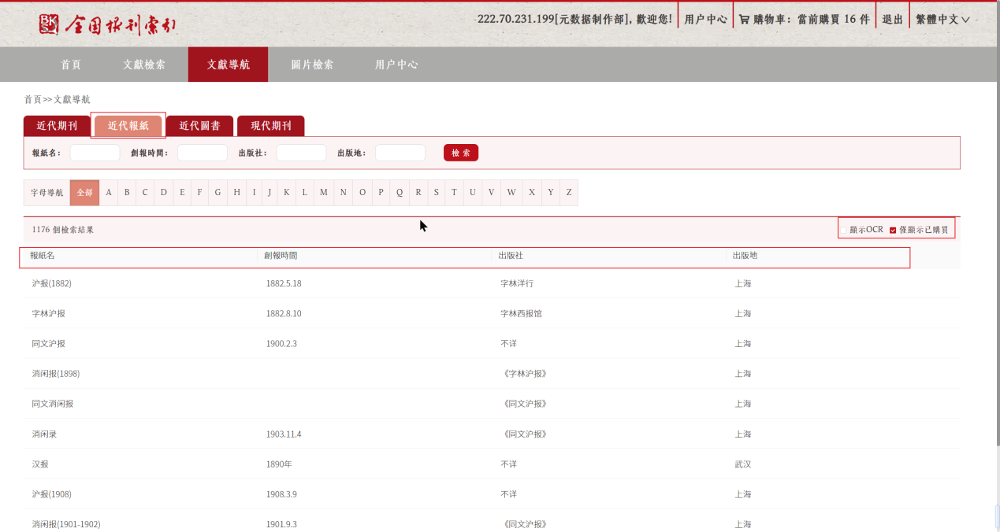 BKS 全国报刊索引
222.70.231.199[元数据制作部], 歡迎您! 用户中心 購物車: 當前購買 16 件 退出 繁體中文
首頁 文獻檢索 文獻導航 圖片檢索 用户中心
首頁>>文獻導航
近代期刊 近代報紙 近代圖書 現代期刊
報紙名: 創報時間: 出版社: 出版地: 檢索
字母導航 全部 A B C D E F G H I J K L M N O P Q R S T U V W X Y Z
1176 個檢索結果 顯示OCR 僅顯示已購買
報紙名 創報時間 出版社 出版地
沪报(1882) 1882.5.18 字林洋行 上海
字林沪报 1882.8.10 字林西报馆 上海
同文沪报 1900.2.3 不详 上海
消闲报(1898) 《字林沪报》 上海
同文消闲报 《同文沪报》 上海
消闲录 1903.11.4 《同文沪报》 上海
汉报 1890年 不详 武汉
沪报(1908) 1908.3.9 不详 上海
消闲报(1901-1902) 1901.9.3 《同文沪报》 上海